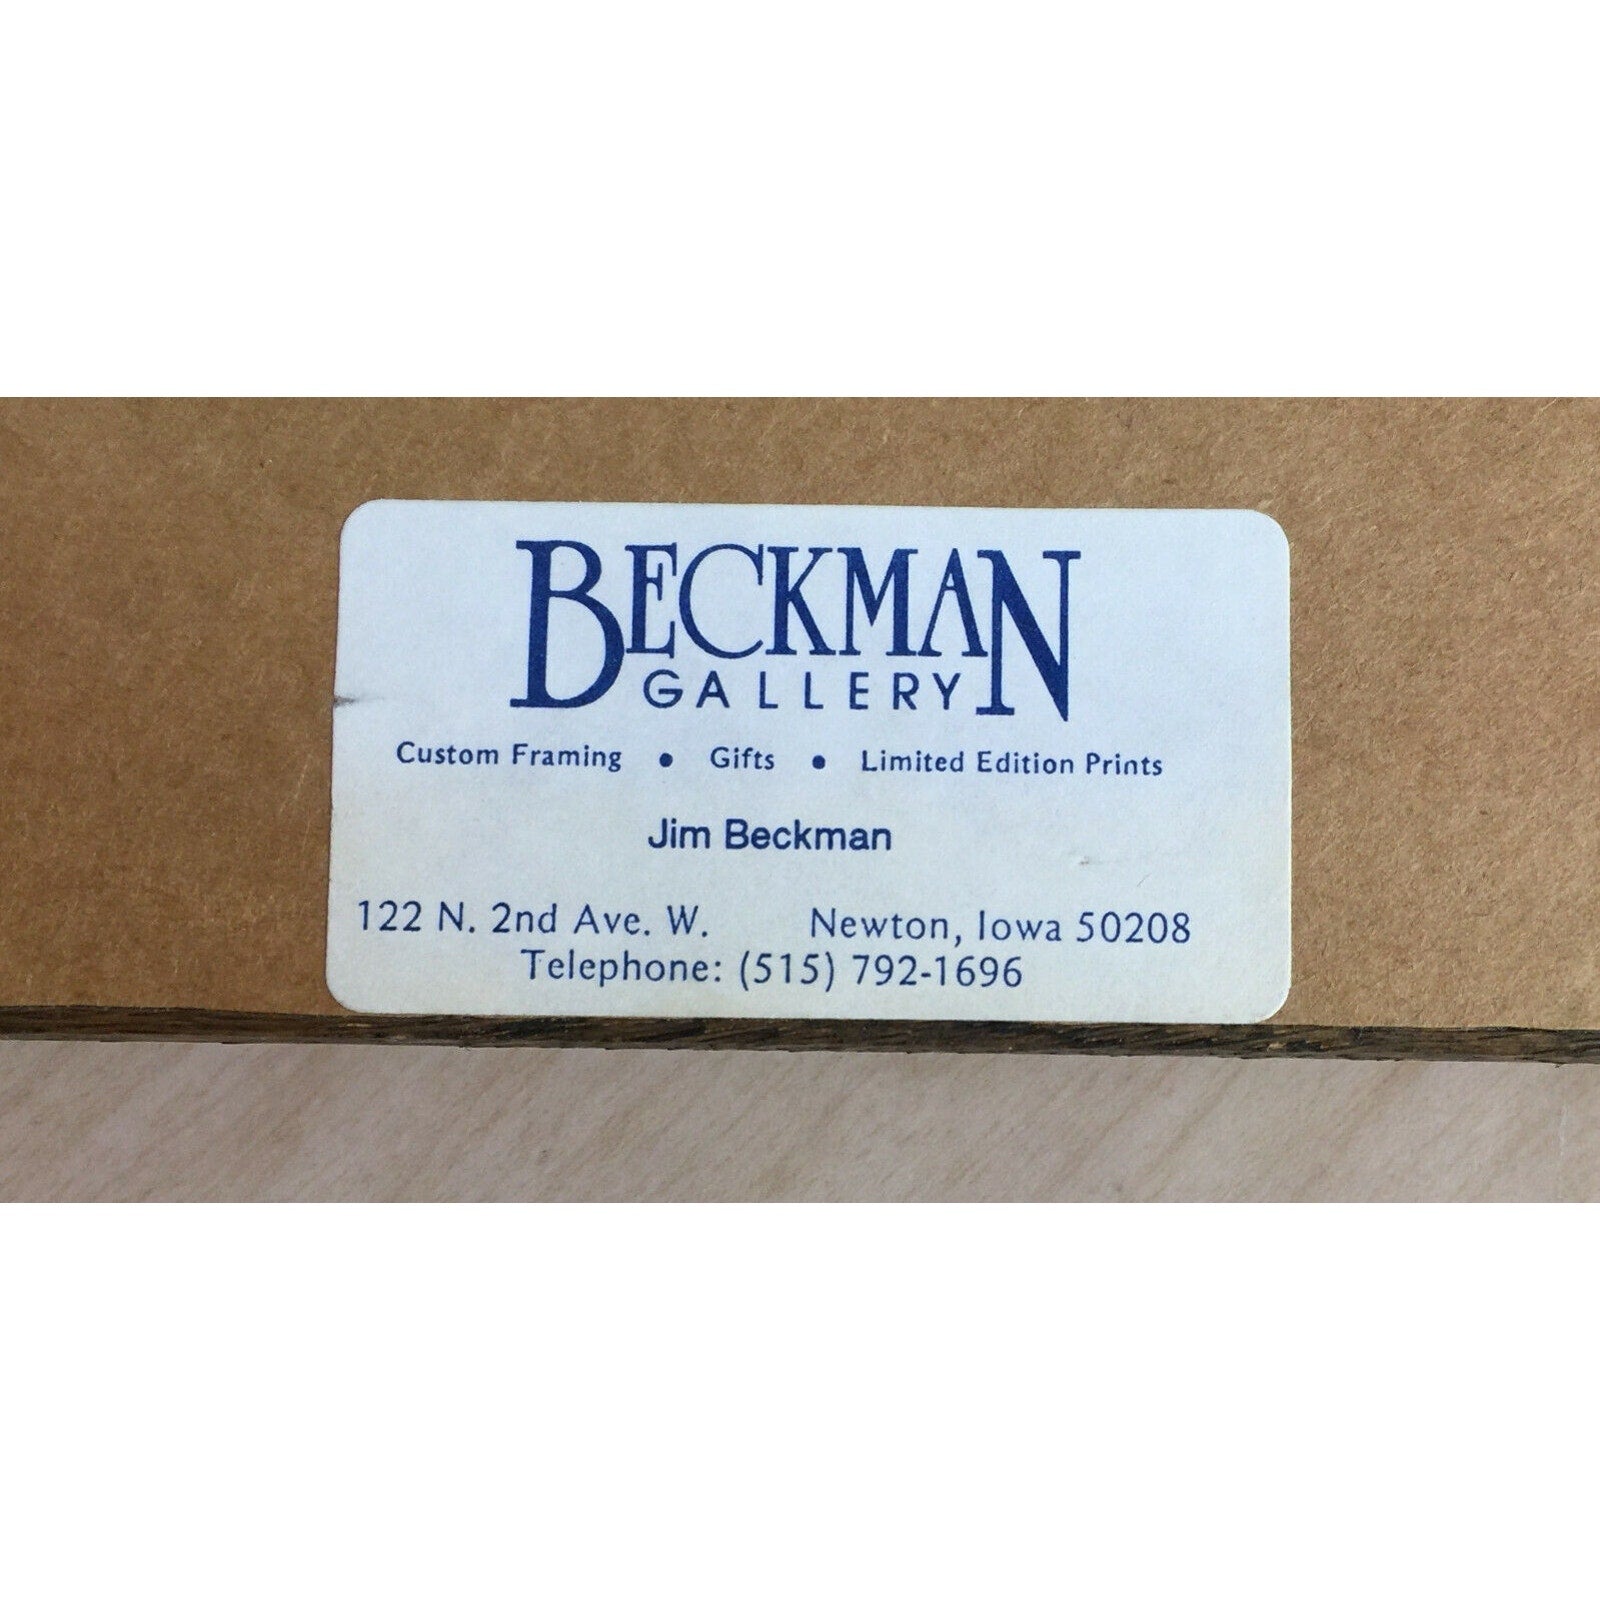 BECKMAN
GALLERY
Custom Framing • Gifts • Limited Edition Prints
Jim Beckman
122 N. 2nd Ave. W. Newton, Iowa 50208
Telephone: (515) 792-1696